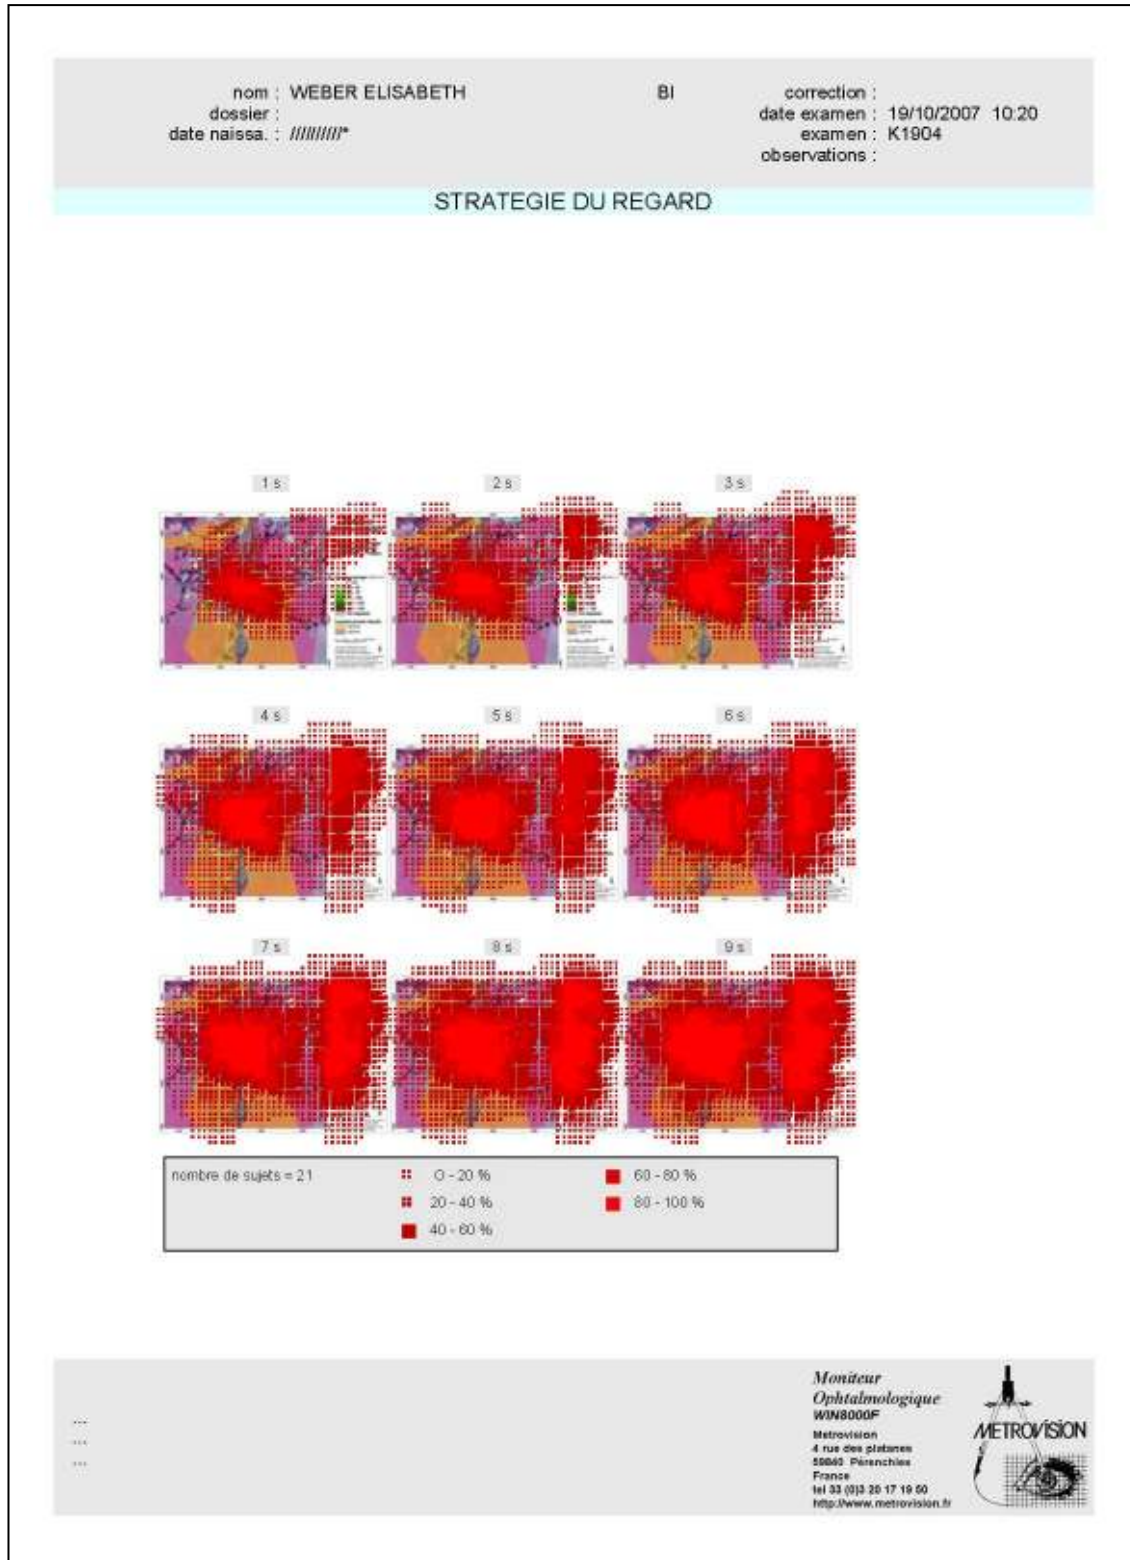 nom : WEBER ELISABETH BI correction :
dossier : date examen : 19/10/2007 10:20
date naissa. : //////////* examen : K1904
observations :
STRATEGIE DU REGARD
1 s 2 s 3 s
4 s 5 s 6 s
7 s 8 s 9 s
nombre de sujets = 21 O - 20 % 60 - 80 %
20 - 40 % 80 - 100 %
40 - 60 %
Moniteur
Ophtalmologique
WIN8000F
Metrovision
4 rue des platanes
59840 Pérenchies
France
tel 33 (0)3 20 17 19 50
http://www.metrovision.fr
METROVISION
...
...
...